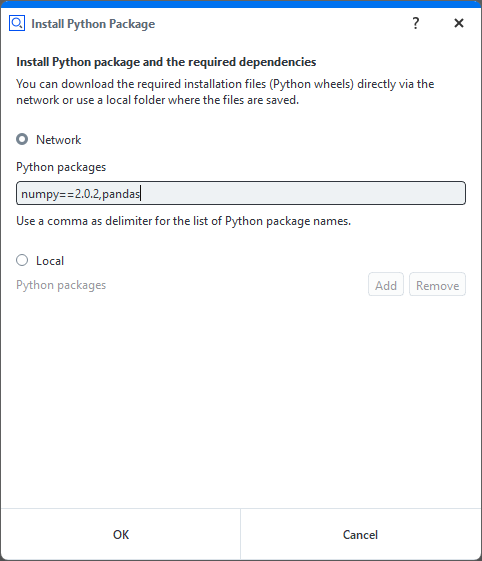 Install Python Package ? ×
Install Python package and the required dependencies
You can download the required installation files (Python wheels) directly via the
network or use a local folder where the files are saved.
Network
Python packages
numpy==2.0.2,pandas
Use a comma as delimiter for the list of Python package names.
Local
Python packages Add Remove
OK Cancel